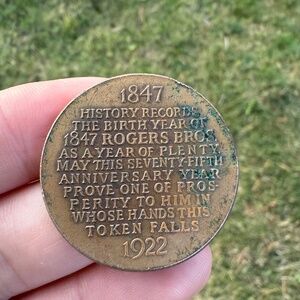 1847
HISTORY RECORDS
THE BIRTH YEAR OF
1847 ROGERS BROS.
AS A YEAR OF PLENTY
MAY THIS SEVENTY-FIFTH
ANNIVERSARY YEAR
PROVE ONE OF PROS-
PERITY TO HIM IN
WHOSE HANDS THIS
TOKEN FALLS
1922